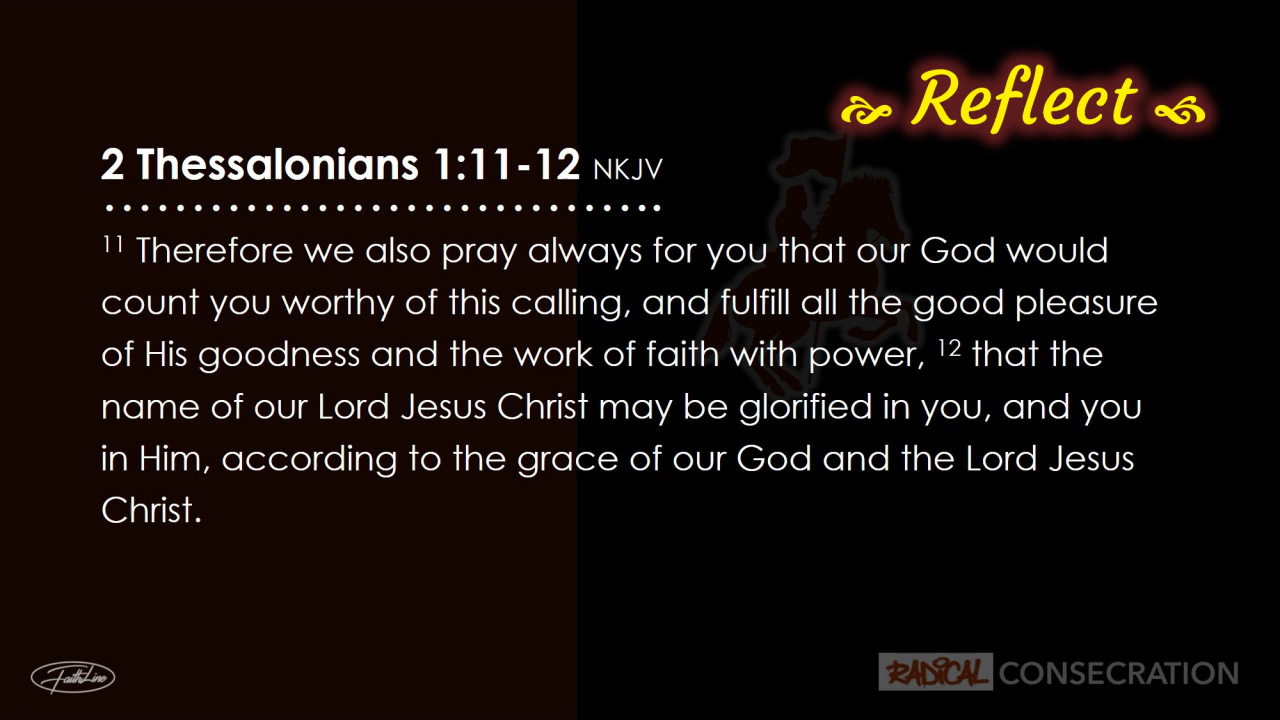 Reflect
2 Thessalonians 1:11-12 NKJV
11 Therefore we also pray always for you that our God would
count you worthy of this calling, and fulfill all the good pleasure
of His goodness and the work of faith with power, 12 that the
name of our Lord Jesus Christ may be glorified in you, and you
in Him, according to the grace of our God and the Lord Jesus
Christ.
FaithLine
RADICAL CONSECRATION